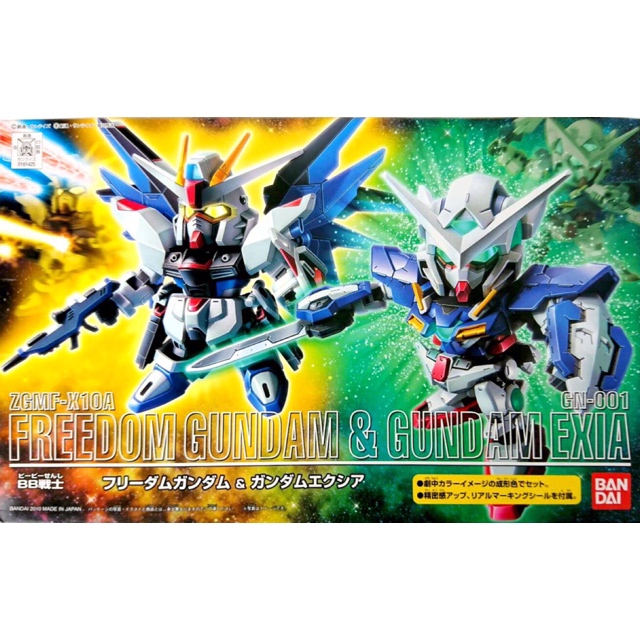 ZGMF-X10A
GN-001
FREEDOM GUNDAM & GUNDAM EXIA
ビービーせんし
BB戦士
フリーダムガンダム & ガンダムエクシア
●劇中カラーイメージの成形色でセット。
●精密感アップ、リアルマーキングシールを付属。
BAN
DAI
BANDAI 2010 MADE IN JAPAN